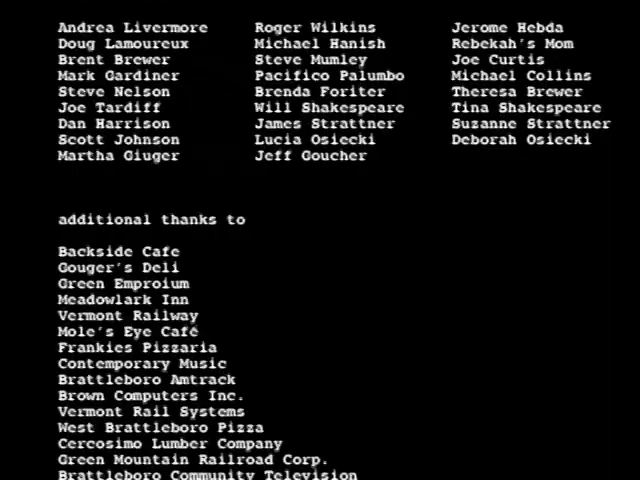 Andrea Livermore Roger Wilkins Jerome Hebda
Doug Lamoureux Michael Hanish Rebekah's Mom
Brent Brewer Steve Mumley Joe Curtis
Mark Gardiner Pacifico Palumbo Michael Collins
Steve Nelson Brenda Foriter Theresa Brewer
Joe Tardiff Will Shakespeare Tina Shakespeare
Dan Harrison James Strattner Suzanne Strattner
Scott Johnson Lucia Osiecki Deborah Osiecki
Martha Giuger Jeff Goucher
additional thanks to
Backside Cafe
Gouger's Deli
Green Emproium
Meadowlark Inn
Vermont Railway
Mole's Eye Café
Frankies Pizzaria
Contemporary Music
Brattleboro Amtrack
Brown Computers Inc.
Vermont Rail Systems
West Brattleboro Pizza
Cercosimo Lumber Company
Green Mountain Railroad Corp.
Brattleboro Community Television